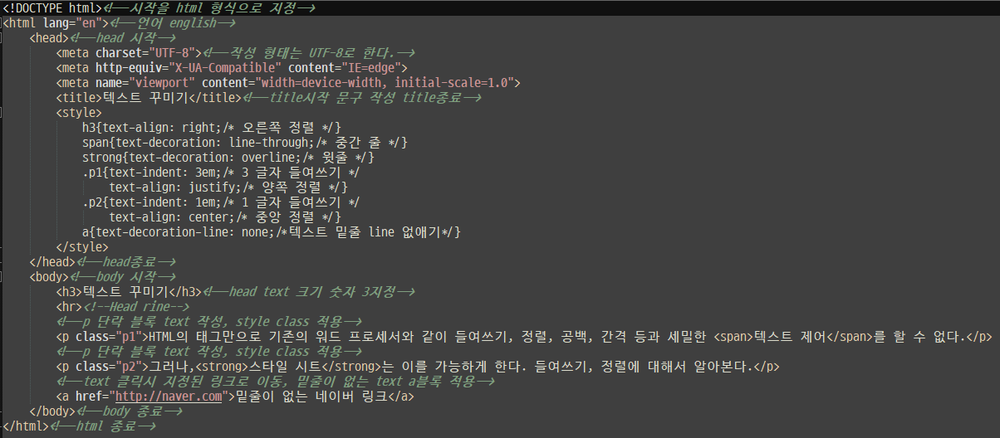 <!DOCTYPE html><!--시작을 html 형식으로 지정-->
<html lang="en"><!--언어 english-->
    <head><!--head 시작-->
        <meta charset="UTF-8"><!--작성 형태는 UTF-8로 한다.-->
        <meta http-equiv="X-UA-Compatible" content="IE=edge">
        <meta name="viewport" content="width=device-width, initial-scale=1.0">
        <title>텍스트 꾸미기</title><!--title시작 문구 작성 title종료-->
        <style>
            h3{text-align: right;/* 오른쪽 정렬 */}
            span{text-decoration: line-through;/* 중간 줄 */}
            strong{text-decoration: overline;/* 윗줄 */}
            .p1{text-indent: 3em;/* 3 글자 들여쓰기 */
                text-align: justify;/* 양쪽 정렬 */}
            .p2{text-indent: 1em;/* 1 글자 들여쓰기 */
                text-align: center;/* 중앙 정렬 */}
            a{text-decoration-line: none;/*텍스트 밑줄 line 없애기*/}
        </style>
    </head><!--head종료-->
    <body><!--body 시작-->
        <h3>텍스트 꾸미기</h3><!--head text 크기 숫자 3지정-->
        <hr><!--Head rine-->
        <!--p 단락 블록 text 작성, style class 적용-->
        <p class="p1">HTML의 태그만으로 기존의 워드 프로세서와 같이 들여쓰기, 정렬, 공백, 간격 등과 세밀한 <span>텍스트 제어</span>를 할 수 없다.</p>
        <!--p 단락 블록 text 작성, style class 적용-->
        <p class="p2">그러나,<strong>스타일 시트</strong>는 이를 가능하게 한다. 들여쓰기, 정렬에 대해서 알아본다.</p>
        <!--text 클릭시 지정된 링크로 이동, 밑줄이 없는 text a블록 적용-->
        <a href="http://naver.com">밑줄이 없는 네이버 링크</a>
    </body><!--body 종료-->
</html><!--html 종료-->